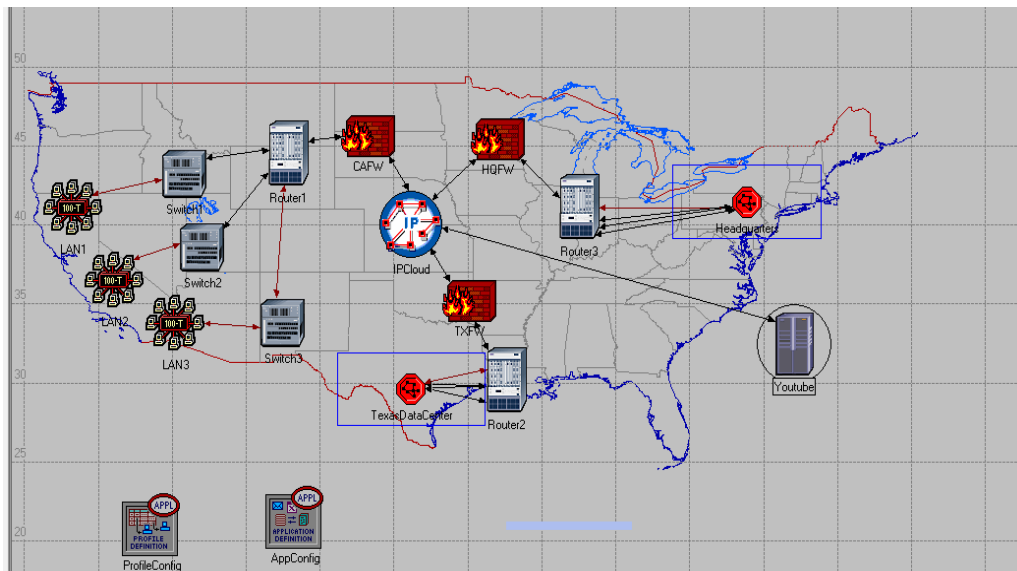 50
45
40
35
30
25
20
CAFW
HQFW
Router1
Switch1
100-T
LAN1
IP
IPCloud
Router3
Headquarters
Switch2
100-T
LAN2
TXFW
100-T
LAN3
Switch3
Youtube
TexasDataCenter
Router2
APPL
PROFILE
DEFINITION
ProfileConfig
APPL
APPLICATION
DEFINITION
AppConfig